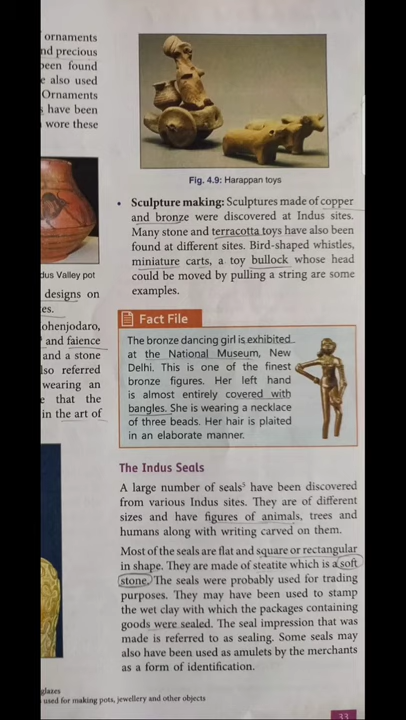 ornaments
nd precious
been found
e also used
Ornaments
have been
wore these
dus Valley pot
designs on
es.
ohenjodaro,
and faience
and a stone
lso referred
wearing an
e that the
in the art of
glazes
used for making pots, jewellery and other objects
Fig. 4.9: Harappan toys
• Sculpture making: Sculptures made of copper
and bronze were discovered at Indus sites.
Many stone and terracotta toys have also been
found at different sites. Bird-shaped whistles,
miniature carts, a toy bullock whose head
could be moved by pulling a string are some
examples.
Fact File
The bronze dancing girl is exhibited
at the National Museum, New
Delhi. This is one of the finest
bronze figures. Her left hand
is almost entirely covered with
bangles. She is wearing a necklace
of three beads. Her hair is plaited
in an elaborate manner.
The Indus Seals
A large number of seals⁵ have been discovered
from various Indus sites. They are of different
sizes and have figures of animals, trees and
humans along with writing carved on them.
Most of the seals are flat and square or rectangular
in shape. They are made of steatite which is a soft
stone. The seals were probably used for trading
purposes. They may have been used to stamp
the wet clay with which the packages containing
goods were sealed. The seal impression that was
made is referred to as sealing. Some seals may
also have been used as amulets by the merchants
as a form of identification.
33